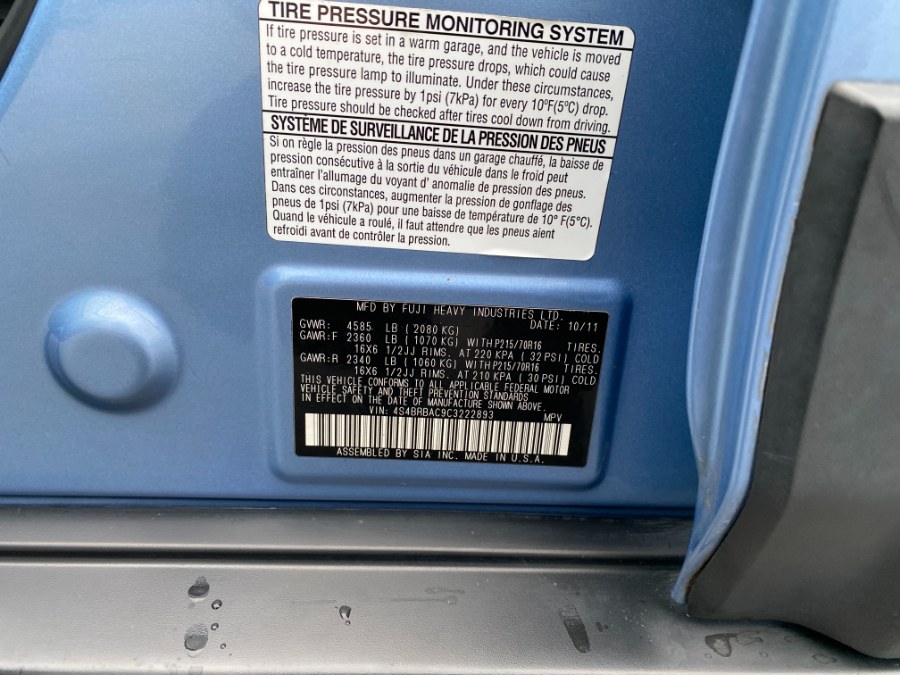 TIRE PRESSURE MONITORING SYSTEM
If tire pressure is set in a warm garage, and the vehicle is moved
to a cold temperature, the tire pressure drops, which could cause
the tire pressure lamp to illuminate. Under these circumstances,
increase the tire pressure by 1psi (7kPa) for every 10°F(5°C) drop.
Tire pressure should be checked after tires cool down from driving.
SYSTÈME DE SURVEILLANCE DE LA PRESSION DES PNEUS
Si on règle la pression des pneus dans un garage chauffé, la baisse de
pression consécutive à la sortie du véhicule dans le froid peut
entraîner l'allumage du voyant d' anomalie de pression des pneus.
Dans ces circonstances, augmenter la pression de gonflage des
pneus de 1psi (7kPa) pour une baisse de température de 10° F(5°C).
Quand le véhicule a roulé, il faut attendre que les pneus aient
refroidi avant de contrôler la pression.
MFD BY FUJI HEAVY INDUSTRIES LTD.
GVWR: 4585 LB ( 2080 KG) DATE: 10/11
GAWR:F 2360 LB ( 1070 KG) WITH P215/70R16 TIRES.
16X6 1/2JJ RIMS. AT 220 KPA ( 32 PSI) COLD
GAWR:R 2340 LB ( 1060 KG) WITH P215/70R16 TIRES.
16X6 1/2JJ RIMS. AT 210 KPA ( 30 PSI) COLD
THIS VEHICLE CONFORMS TO ALL APPLICABLE FEDERAL MOTOR
VEHICLE SAFETY AND THEFT PREVENTION STANDARDS
IN EFFECT ON THE DATE OF MANUFACTURE SHOWN ABOVE.
VIN: 4S4BRBAC9C3222893 MPV
ASSEMBLED BY SIA INC. MADE IN U.S.A.